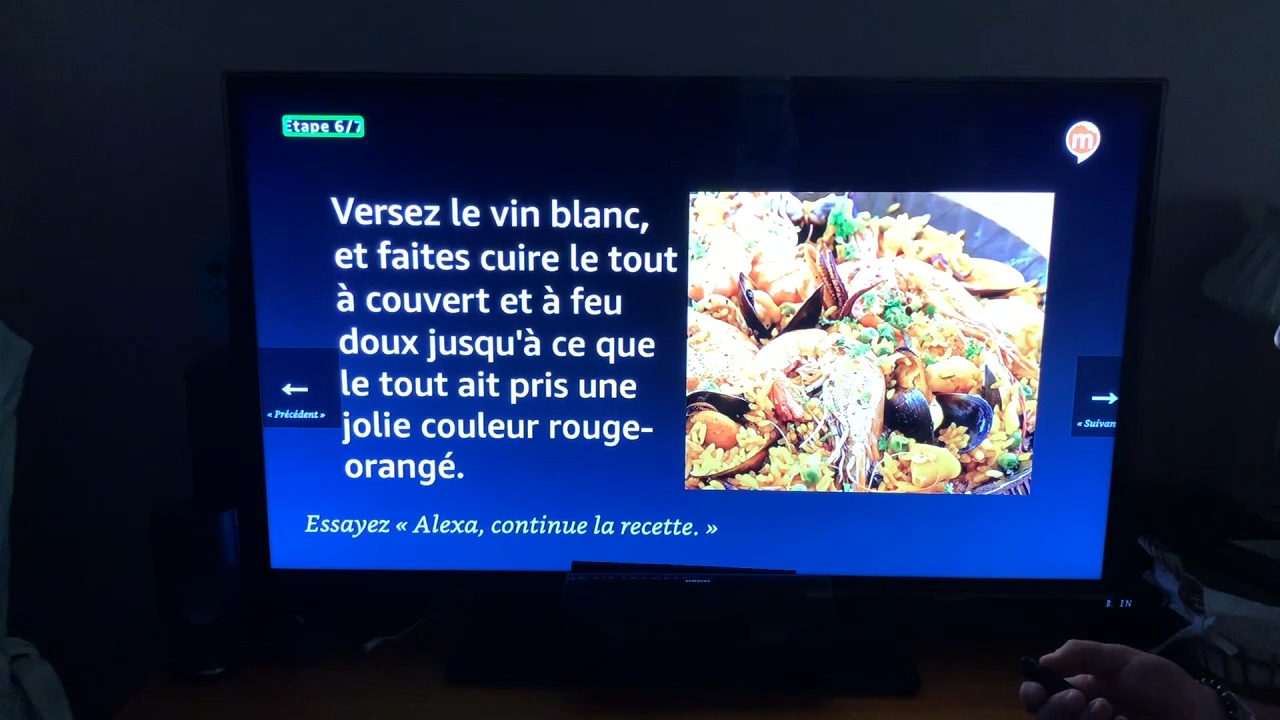 Etape 6/7
m
Versez le vin blanc,
et faites cuire le tout
à couvert et à feu
doux jusqu'à ce que
le tout ait pris une
jolie couleur rouge-
orangé.
←
« Précédent »
→
« Suivan
Essayez « Alexa, continue la recette. »
B. IN